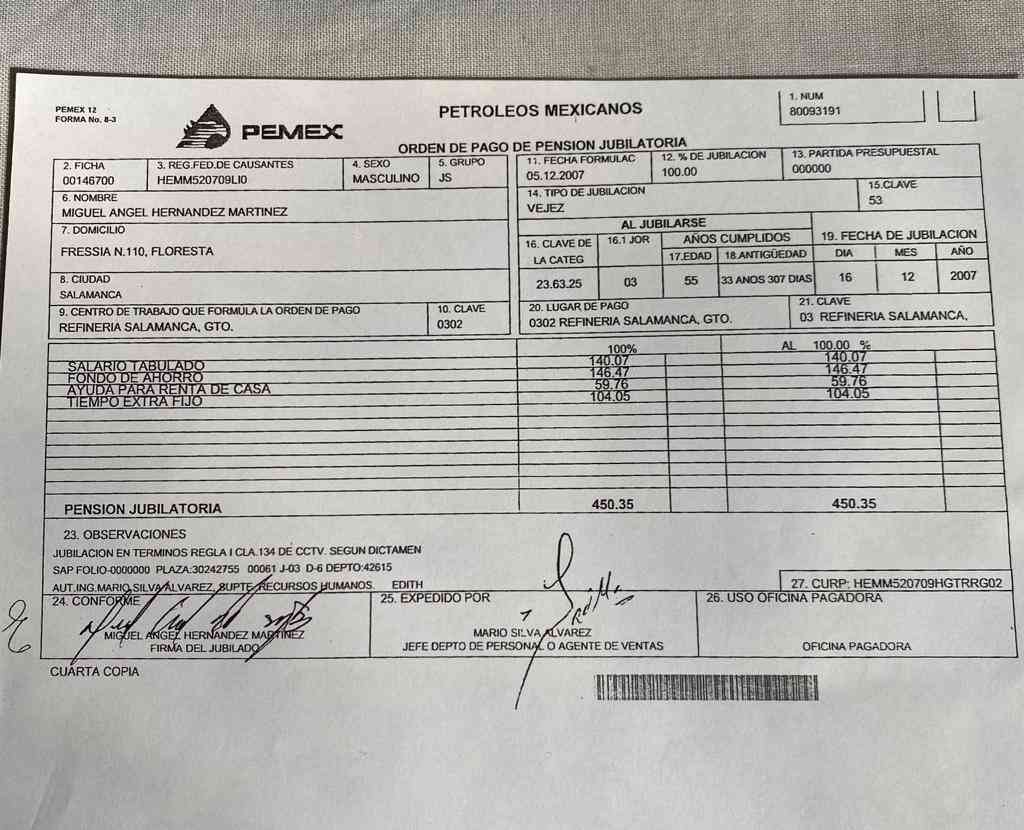 PEMEX 12
FORMA No. 8-3
PEMEX
PETROLEOS MEXICANOS
1. NUM
80093191
ORDEN DE PAGO DE PENSION JUBILATORIA
2. FICHA
00146700
3. REG.FED.DE CAUSANTES
HEMM520709LI0
4. SEXO
MASCULINO
5. GRUPO
JS
11. FECHA FORMULAC
05.12.2007
12. % DE JUBILACION
100.00
13. PARTIDA PRESUPUESTAL
000000
6. NOMBRE
MIGUEL ANGEL HERNANDEZ MARTINEZ
14. TIPO DE JUBILACION
VEJEZ
15.CLAVE
53
7. DOMICILIO
FRESSIA N.110, FLORESTA
AL JUBILARSE
16. CLAVE DE
LA CATEG
23.63.25
16.1 JOR
03
AÑOS CUMPLIDOS
17.EDAD
55
18.ANTIGÜEDAD
33 ANOS 307 DIAS
19. FECHA DE JUBILACION
DIA MES AÑO
16 12 2007
8. CIUDAD
SALAMANCA
9. CENTRO DE TRABAJO QUE FORMULA LA ORDEN DE PAGO
REFINERIA SALAMANCA, GTO.
10. CLAVE
0302
20. LUGAR DE PAGO
0302 REFINERIA SALAMANCA, GTO.
21. CLAVE
03 REFINERIA SALAMANCA,
100% AL 100.00 %
SALARIO TABULADO 140.07 140.07
FONDO DE AHORRO 146.47 146.47
AYUDA PARA RENTA DE CASA 59.76 59.76
TIEMPO EXTRA FIJO 104.05 104.05
PENSION JUBILATORIA 450.35 450.35
23. OBSERVACIONES
JUBILACION EN TERMINOS REGLA I CLA.134 DE CCTV. SEGUN DICTAMEN
SAP FOLIO-0000000 PLAZA:30242755 00061 J-03 D-6 DEPTO:42615
AUT.ING.MARIO SILVA ALVAREZ, SUPTE RECURSOS HUMANOS. EDITH
27. CURP: HEMM520709HGTRRG02
24. CONFORME
MIGUEL ANGEL HERNANDEZ MARTINEZ
FIRMA DEL JUBILADO
25. EXPEDIDO POR
MARIO SILVA ALVAREZ
JEFE DEPTO DE PERSONAL O AGENTE DE VENTAS
26. USO OFICINA PAGADORA
OFICINA PAGADORA
CUARTA COPIA